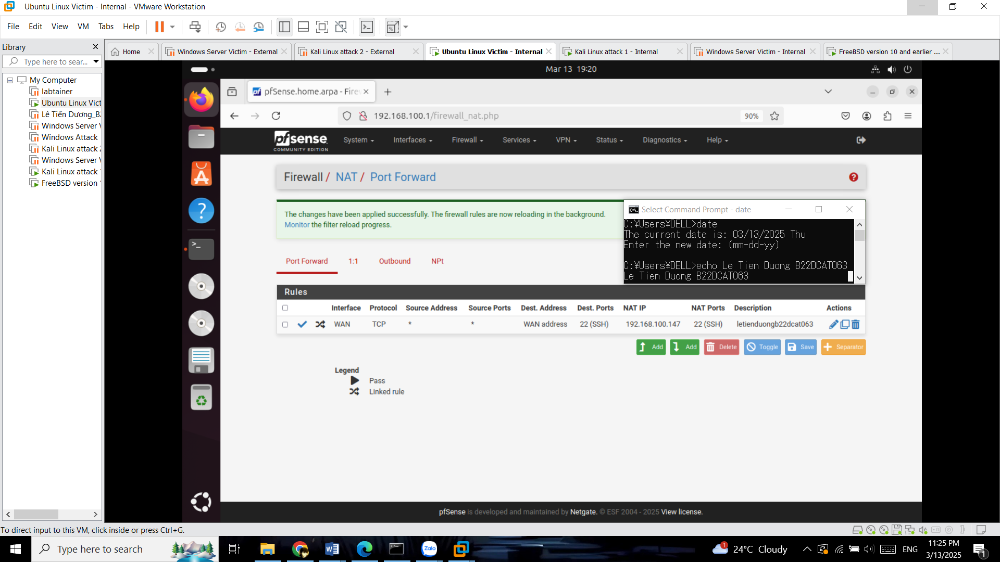 Ubuntu Linux Victim - Internal - VMware Workstation
File Edit View VM Tabs Help
Library
Type here to sear...
Home
Windows Server Victim - External
Kali Linux attack 2 - External
Ubuntu Linux Victim - Internal
Kali Linux attack 1 - Internal
Windows Server Victim - Internal
FreeBSD version 10 and earlier ...
My Computer
labtainer
Ubuntu Linux Vict
Lê Tiến Dương_B2
Windows Server V
Windows Attack
Kali Linux attack 2
Windows Server V
Kali Linux attack 1
FreeBSD version 1
Mar 13 19:20
pfSense.home.arpa - Firew
192.168.100.1/firewall_nat.php
90%
pfsense
COMMUNITY EDITION
System Interfaces Firewall Services VPN Status Diagnostics Help
Firewall / NAT / Port Forward
The changes have been applied successfully. The firewall rules are now reloading in the background.
Monitor the filter reload progress.
Select Command Prompt - date
C:¥Users¥DELL>date
The current date is: 03/13/2025 Thu
Enter the new date: (mm-dd-yy)
C:¥Users¥DELL>echo Le Tien Duong B22DCAT063
Le Tien Duong B22DCAT063
Port Forward 1:1 Outbound NPt
Rules
Interface Protocol Source Address Source Ports Dest. Address Dest. Ports NAT IP NAT Ports Description Actions
WAN TCP * * WAN address 22 (SSH) 192.168.100.147 22 (SSH) letienduongb22dcat063
Add Add Delete Toggle Save Separator
Legend
Pass
Linked rule
pfSense is developed and maintained by Netgate. © ESF 2004 - 2025 View license.
To direct input to this VM, click inside or press Ctrl+G.
Type here to search
Zalo
1
24°C Cloudy
ENG
11:25 PM
3/13/2025
1